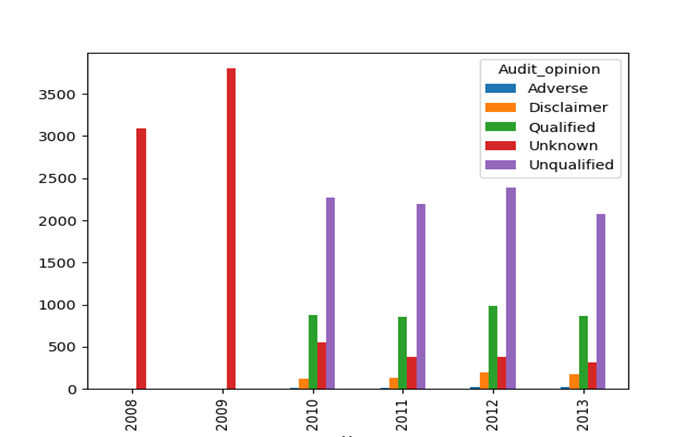 Audit_opinion
Adverse
Disclaimer
Qualified
Unknown
Unqualified
3500
3000
2500
2000
1500
1000
500
0
2008
2009
2010
2011
2012
2013